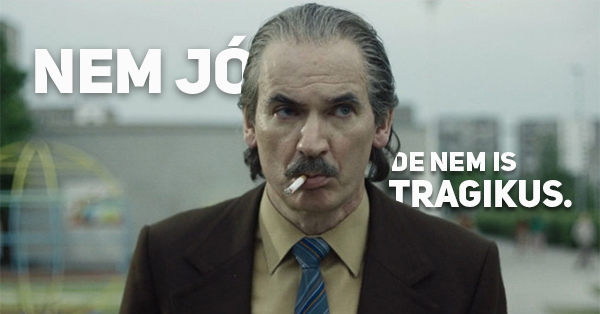 NEM JÓ
DE NEM IS
TRAGIKUS.